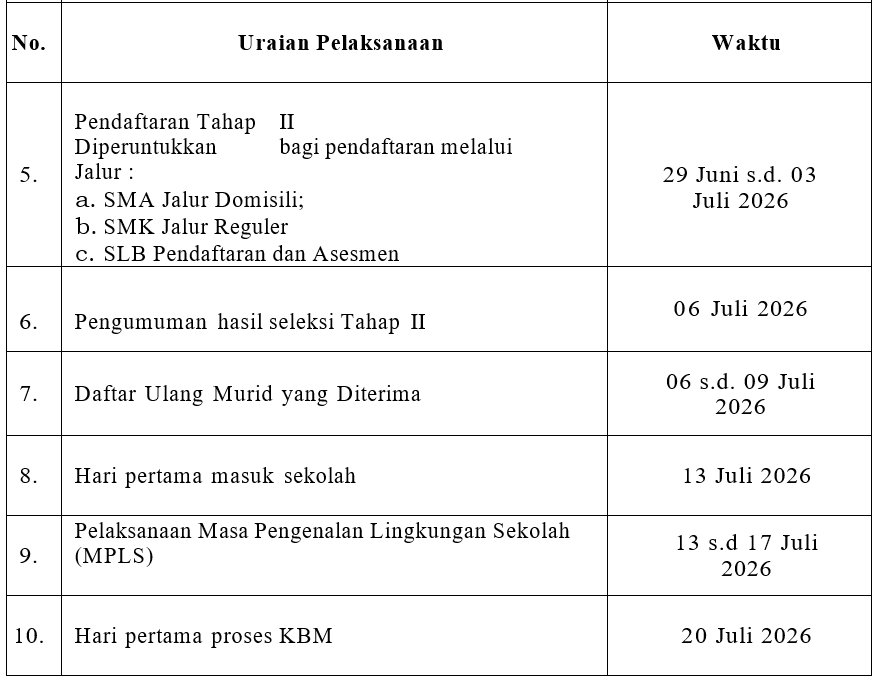 No.
Uraian Pelaksanaan
Waktu
5.
Pendaftaran Tahap II
Diperuntukkan bagi pendaftaran melalui
Jalur :
a. SMA Jalur Domisili;
b. SMK Jalur Reguler
c. SLB Pendaftaran dan Asesmen
29 Juni s.d. 03
Juli 2026
6.
Pengumuman hasil seleksi Tahap II
06 Juli 2026
7.
Daftar Ulang Murid yang Diterima
06 s.d. 09 Juli
2026
8.
Hari pertama masuk sekolah
13 Juli 2026
9.
Pelaksanaan Masa Pengenalan Lingkungan Sekolah
(MPLS)
13 s.d 17 Juli
2026
10.
Hari pertama proses KBM
20 Juli 2026